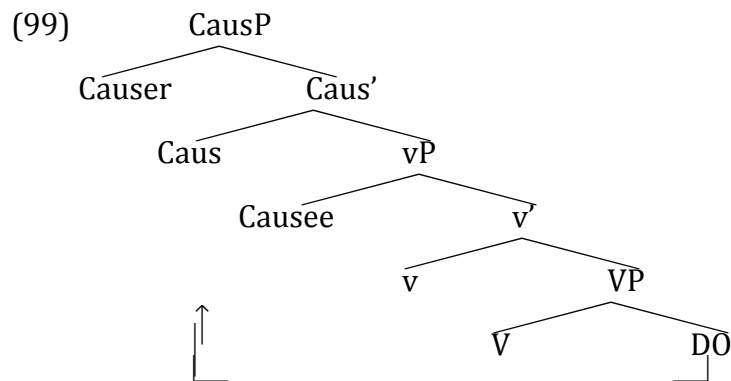 (99) CausP
Causer Caus’
Caus vP
Causee v’
v VP
V DO